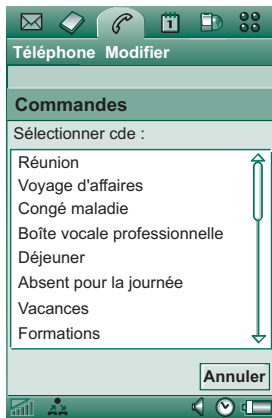 Téléphone Modifier
Commandes
Sélectionner cde :
Réunion
Voyage d'affaires
Congé maladie
Boîte vocale professionnelle
Déjeuner
Absent pour la journée
Vacances
Formations
Annuler